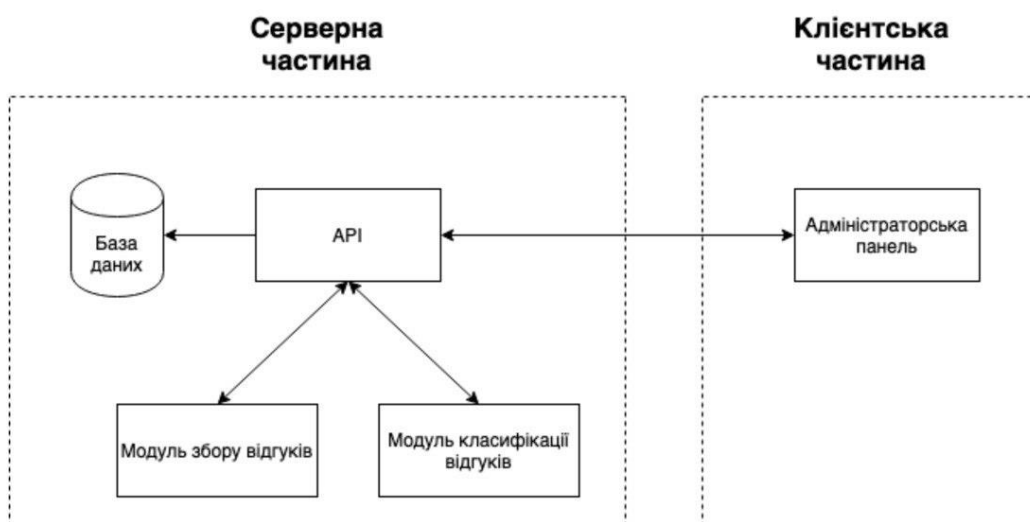 Серверна
частина
Клієнтська
частина
База
даних
API
Адміністраторська
панель
Модуль збору відгуків
Модуль класифікації
відгуків